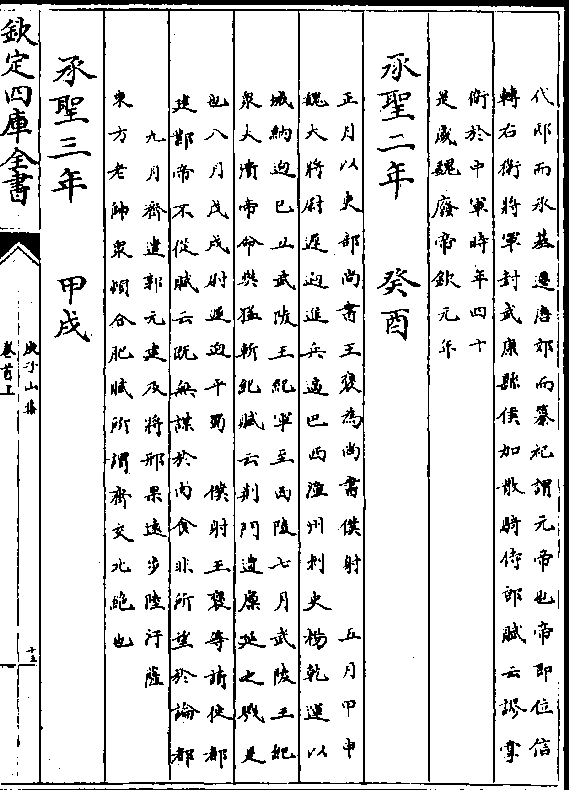 代邸而承基遷唐郊而纂祀謂元帝也帝即位信
轉右衛將軍封武康縣侯加散騎侍郎賦云謬掌
衛於中軍時年四十
是歲魏廢帝欽元年
承聖二年 癸酉
正月以吏部尚書王襃為尚書僕射 五月甲申
魏大將尉遲迥進兵逼巴西潼州刺史楊乾運以
城納迥己丑武陵王紀軍至西陵七月武陵王紀
衆大潰帝命樊猛斬紀賦云荆門遭廪延之戮是
也八月戊戌尉遲迥平蜀 僕射王襃等請徙都
建鄴帝不從賦云既無謀於肉食非所望於論都
九月齊遣郭元建及將邢杲遠步陸汗薩
東方老帥衆頓合肥賦所謂齊交北絶也
承聖三年 甲戌
欽定四庫全書
庾子山集
卷首上
十五